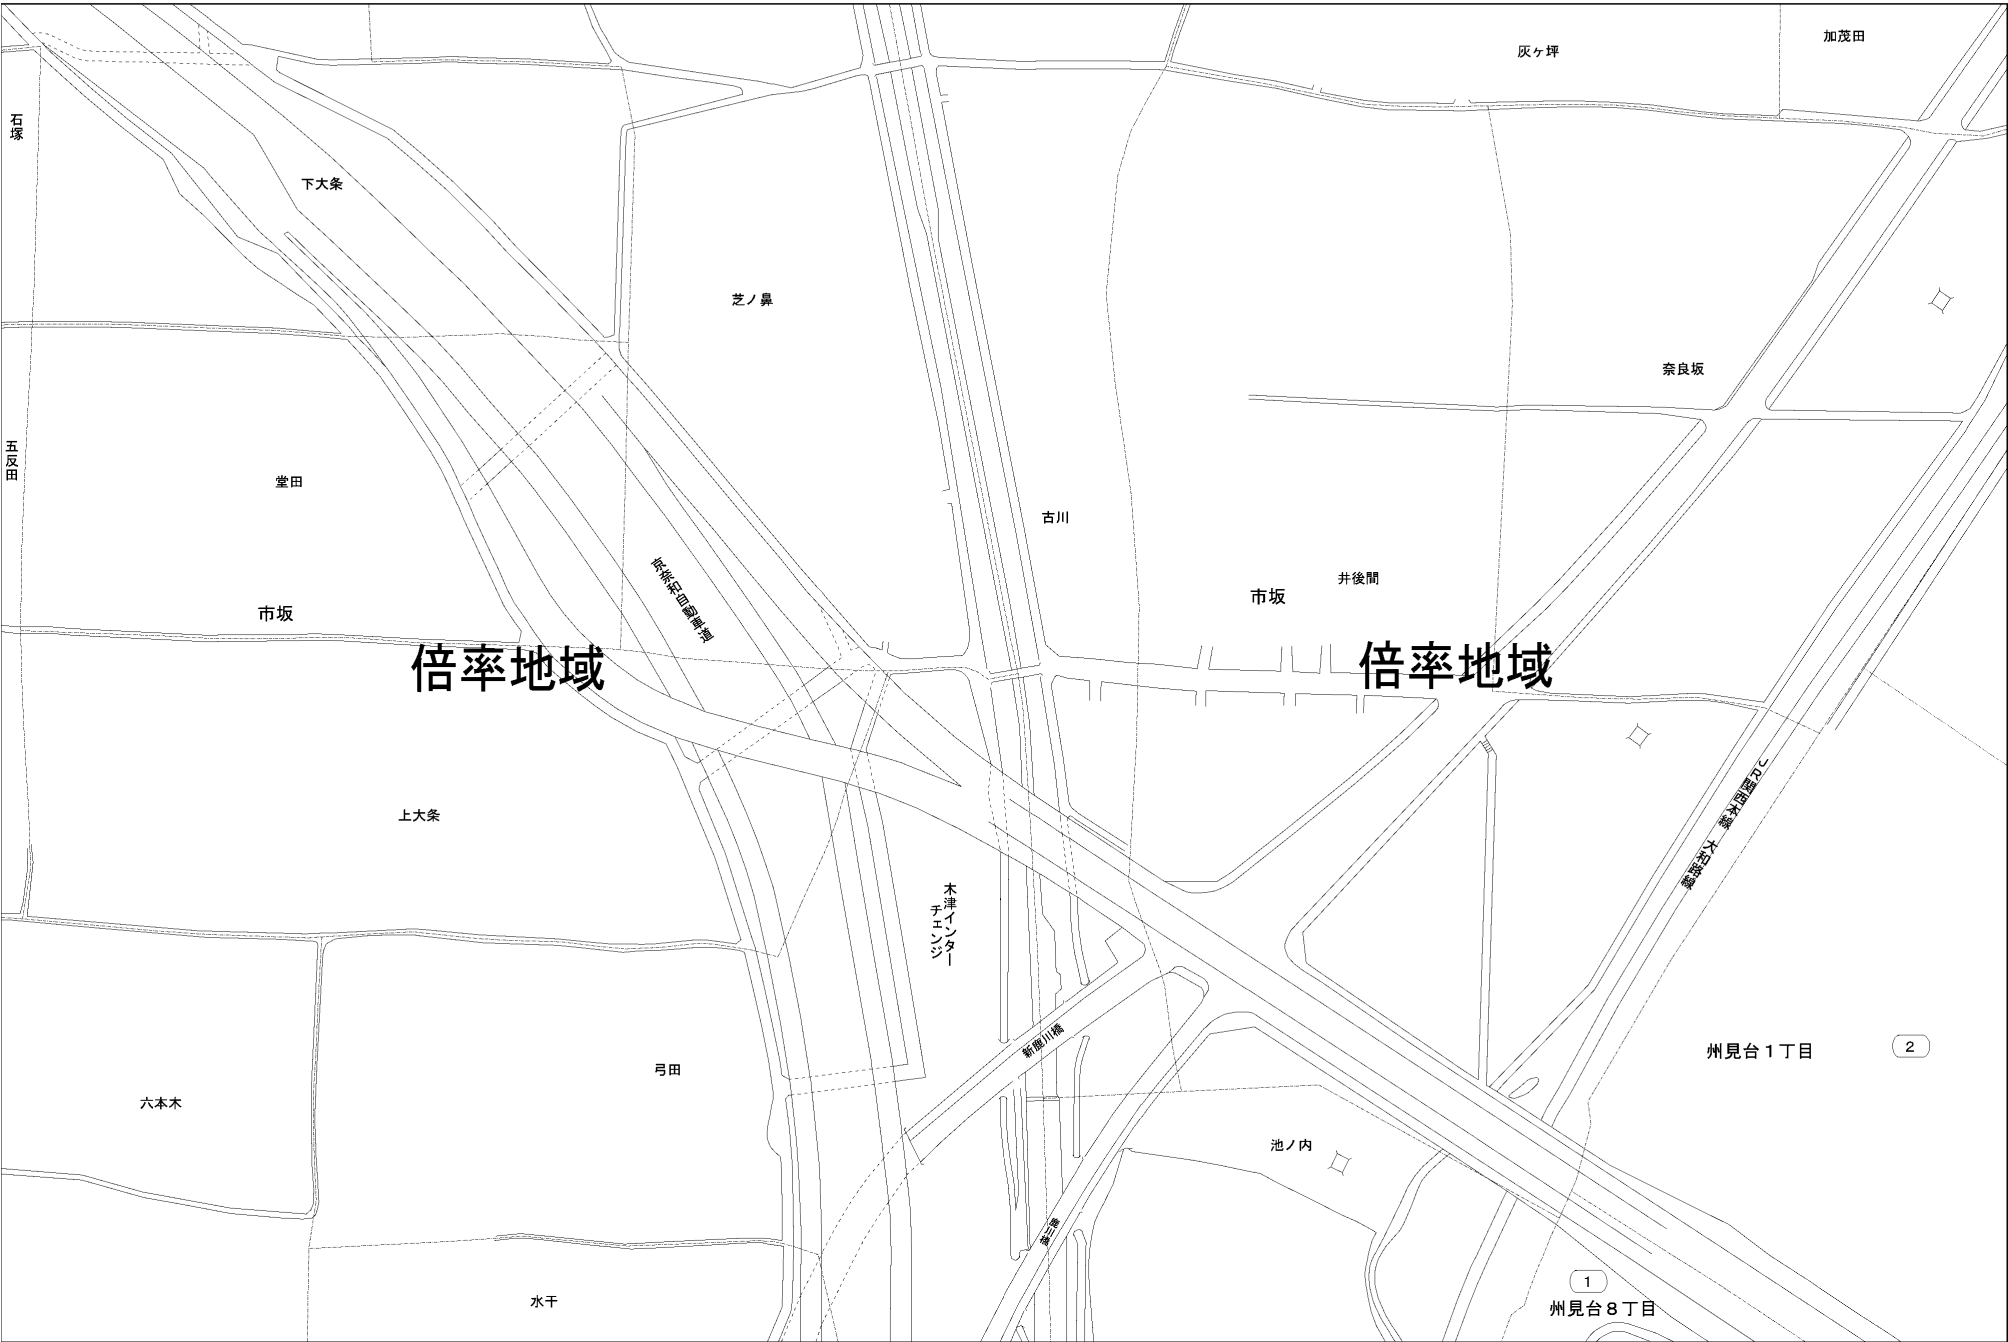 加茂田
灰ヶ坪
石塚
下大条
芝ノ鼻
奈良坂
五反田
堂田
古川
京奈和自動車道
井後間
市坂
市坂
倍率地域
倍率地域
上大条
JR関西本線 大和路線
木津インター
チェンジ
新鹿川橋
州見台1丁目
2
弓田
六本木
池ノ内
鹿川橋
1
州見台8丁目
水干